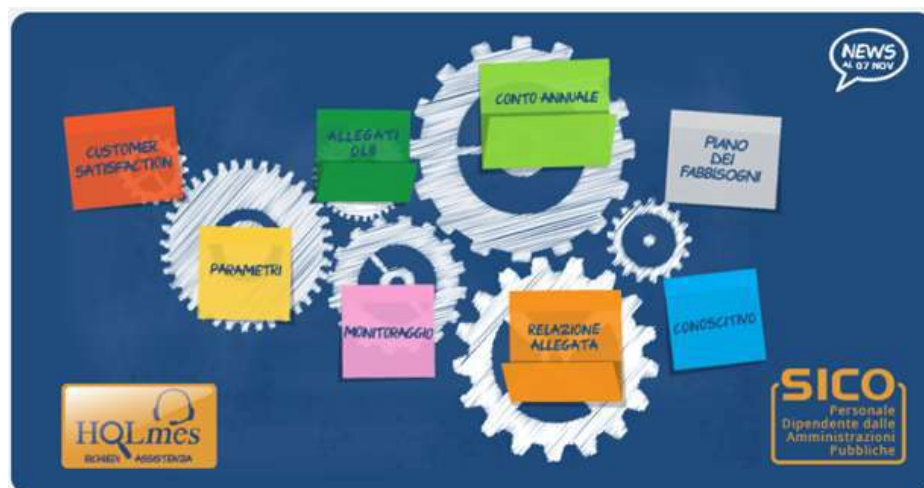 NEWS
AL 07 NOV
CONTO ANNUALE
CUSTOMER
SATISFACTION
ALLEGATI
DLB
PIANO
DEI
FABBISOGNI
PARAMETRI
MONITORAGGIO
RELAZIONE
ALLEGATA
CONOSCITIVO
HQLmes
RICHIEDI ASSISTENZA
SICO
Personale
Dipendente dalle
Amministrazioni
Pubbliche